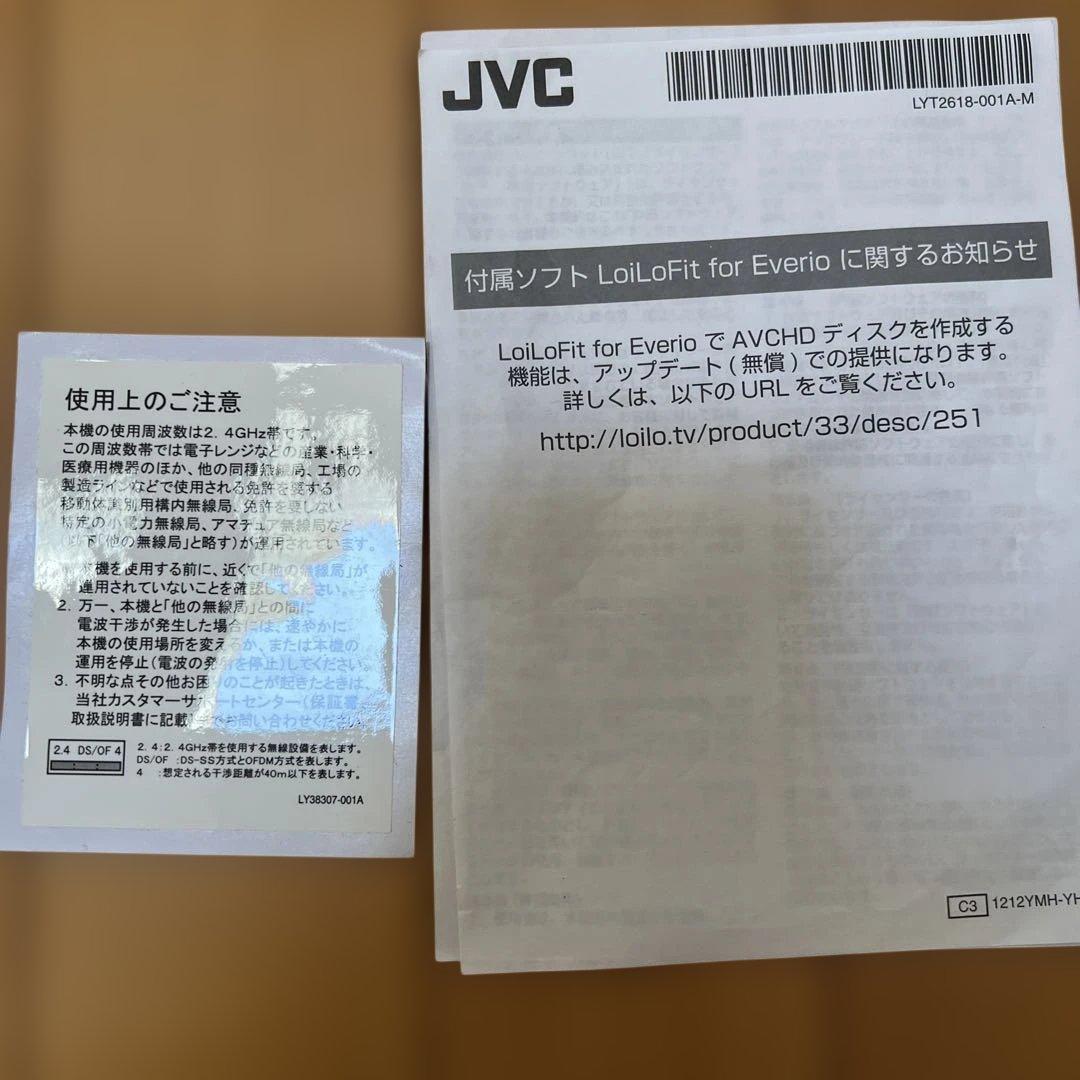 JVC
LYT2618-001A-M
付属ソフト LoiLoFit for Everio に関するお知らせ
LoiLoFit for Everio で AVCHD ディスクを作成する
機能は、アップデート(無償)での提供になります。
詳しくは、以下の URL をご覧ください。
http://loilo.tv/product/33/desc/251
C3 1212YMH-YH
使用上のご注意
本機の使用周波数は2.4GHz帯です。
この周波数帯では電子レンジなどの産業・科学・
医療用機器のほか、他の同種無線局、工場の
製造ラインなどで使用される免許を要する
移動体識別用構内無線局、免許を要しない
特定の小電力無線局、アマチュア無線局など
(以下「他の無線局」と略す)が運用されています。
機を使用する前に、近くで「他の無線局」が
運用されていないことを確認してください。
2. 万一、本機と「他の無線局」との間に
電波干渉が発生した場合には、速やかに
本機の使用場所を変えるか、または本機の
運用を停止(電波の発射を停止)してください。
3. 不明な点その他お困りのことが起きたときは、
当社カスタマーサポートセンター(保証書
取扱説明書に記載)までお問い合わせください。
2.4 DS/OF 4
2.4:2.4GHz帯を使用する無線設備を表します。
DS/OF :DS-SS方式とOFDM方式を表します。
4 :想定される干渉距離が40m以下を表します。
LY38307-001A